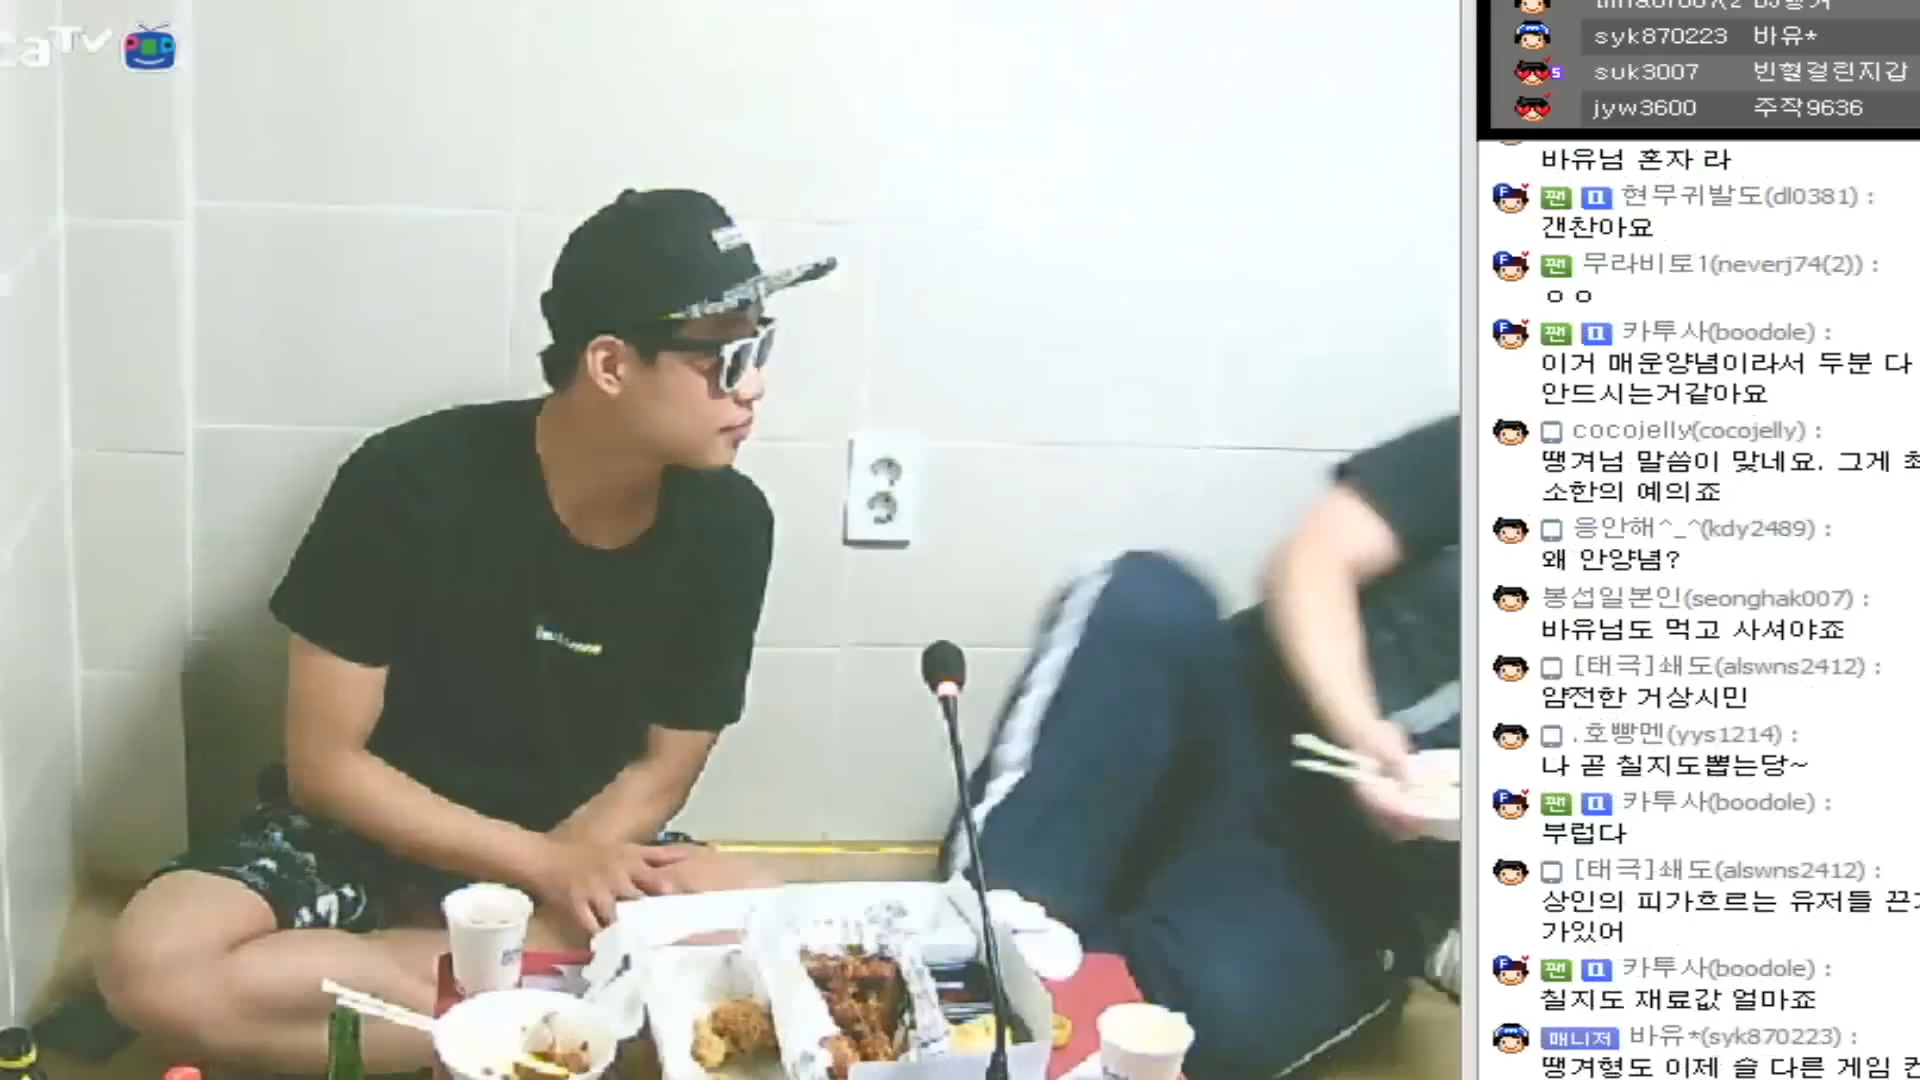 caTV
syk870223 바유*
suk3007 빈혈걸린지갑
jyw3600 주작9636
바유님 혼자 라
팬 현무귀발도(dl0381) :
갠찬아요
팬 무라비토1(neverj74(2)) :
ㅇㅇ
팬 카투사(boodole) :
이거 매운양념이라서 두분 다
안드시는거같아요
cocojelly(cocojelly) :
땡겨님 말씀이 맞네요. 그게 최
소한의 예의죠
응안해^_^(kdy2489) :
왜 안양념?
봉섭일본인(seonghak007) :
바유님도 먹고 사셔야죠
[태극]쇄도(alswns2412) :
얌전한 거상시민
.호빵멘(yys1214) :
나 곧 칠지도뽑는당~
팬 카투사(boodole) :
부럽다
[태극]쇄도(alswns2412) :
상인의 피가흐르는 유저들 끈기
가있어
팬 카투사(boodole) :
칠지도 재료값 얼마죠
매니저 바유*(syk870223) :
땡겨형도 이제 슬 다른 게임